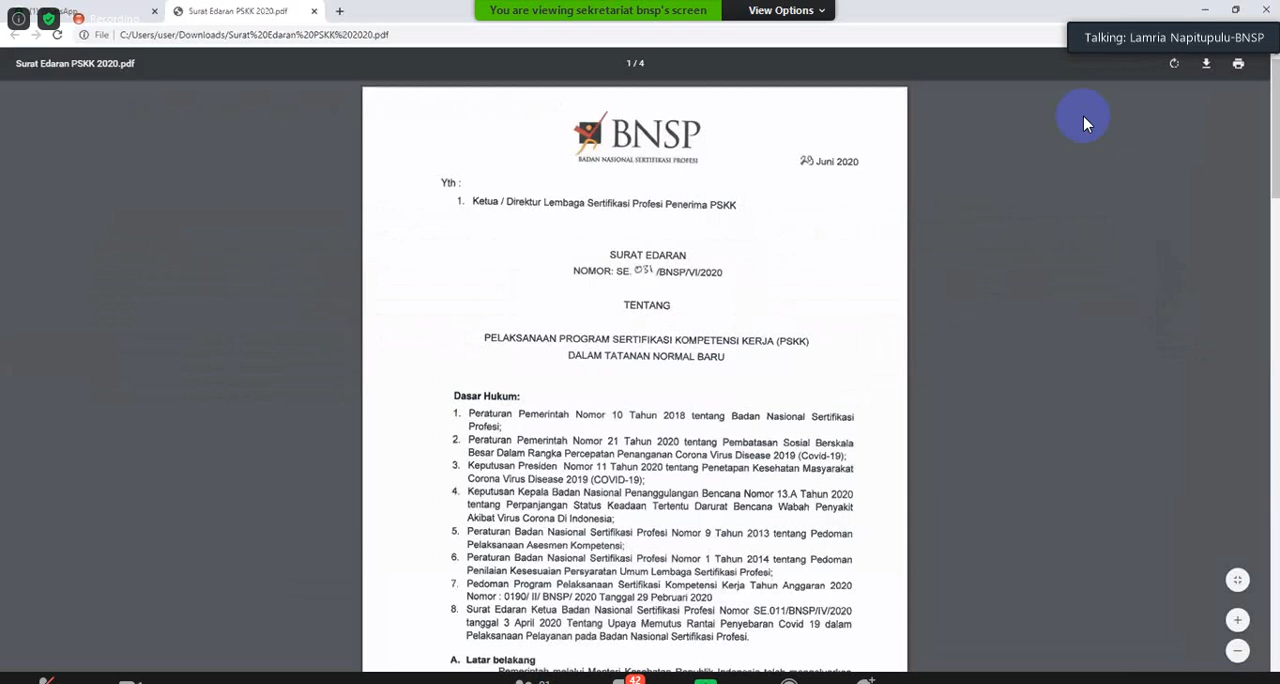 Recording
Surat Edaran PSKK 2020.pdf
You are viewing sekretariat bnsp's screen
View Options
File
C:/Users/user/Downloads/Surat%20Edaran%20PSKK%202020.pdf
Talking: Lamria Napitupulu-BNSP
Surat Edaran PSKK 2020.pdf
1 / 4
BNSP
BADAN NASIONAL SERTIFIKASI PROFESI
Juni 2020
Yth :
1. Ketua / Direktur Lembaga Sertifikasi Profesi Penerima PSKK
SURAT EDARAN
NOMOR: SE. 031 /BNSP/VI/2020
TENTANG
PELAKSANAAN PROGRAM SERTIFIKASI KOMPETENSI KERJA (PSKK)
DALAM TATANAN NORMAL BARU
Dasar Hukum:
1. Peraturan Pemerintah Nomor 10 Tahun 2018 tentang Badan Nasional Sertifikasi
Profesi;
2. Peraturan Pemerintah Nomor 21 Tahun 2020 tentang Pembatasan Sosial Berskala
Besar Dalam Rangka Percepatan Penanganan Corona Virus Disease 2019 (Covid-19);
3. Keputusan Presiden Nomor 11 Tahun 2020 tentang Penetapan Kesehatan Masyarakat
Corona Virus Disease 2019 (COVID-19);
4. Keputusan Kepala Badan Nasional Penanggulangan Bencana Nomor 13.A Tahun 2020
tentang Perpanjangan Status Keadaan Tertentu Darurat Bencana Wabah Penyakit
Akibat Virus Corona Di Indonesia;
5. Peraturan Badan Nasional Sertifikasi Profesi Nomor 9 Tahun 2013 tentang Pedoman
Pelaksanaan Asesmen Kompetensi;
6. Peraturan Badan Nasional Sertifikasi Profesi Nomor 1 Tahun 2014 tentang Pedoman
Penilaian Kesesuaian Persyaratan Umum Lembaga Sertifikasi Profesi;
7. Pedoman Program Pelaksanaan Sertifikasi Kompetensi Kerja Tahun Anggaran 2020
Nomor : 0190/ II/ BNSP/ 2020 Tanggal 29 Pebruari 2020
8. Surat Edaran Ketua Badan Nasional Sertifikasi Profesi Nomor SE.011/BNSP/IV/2020
tanggal 3 April 2020 Tentang Upaya Memutus Rantai Penyebaran Covid 19 dalam
Pelaksanaan Pelayanan pada Badan Nasional Sertifikasi Profesi.
A. Latar belakang
Pemerintah melalui Menteri Kesehatan Republik Indonesia telah mengeluarkan
42